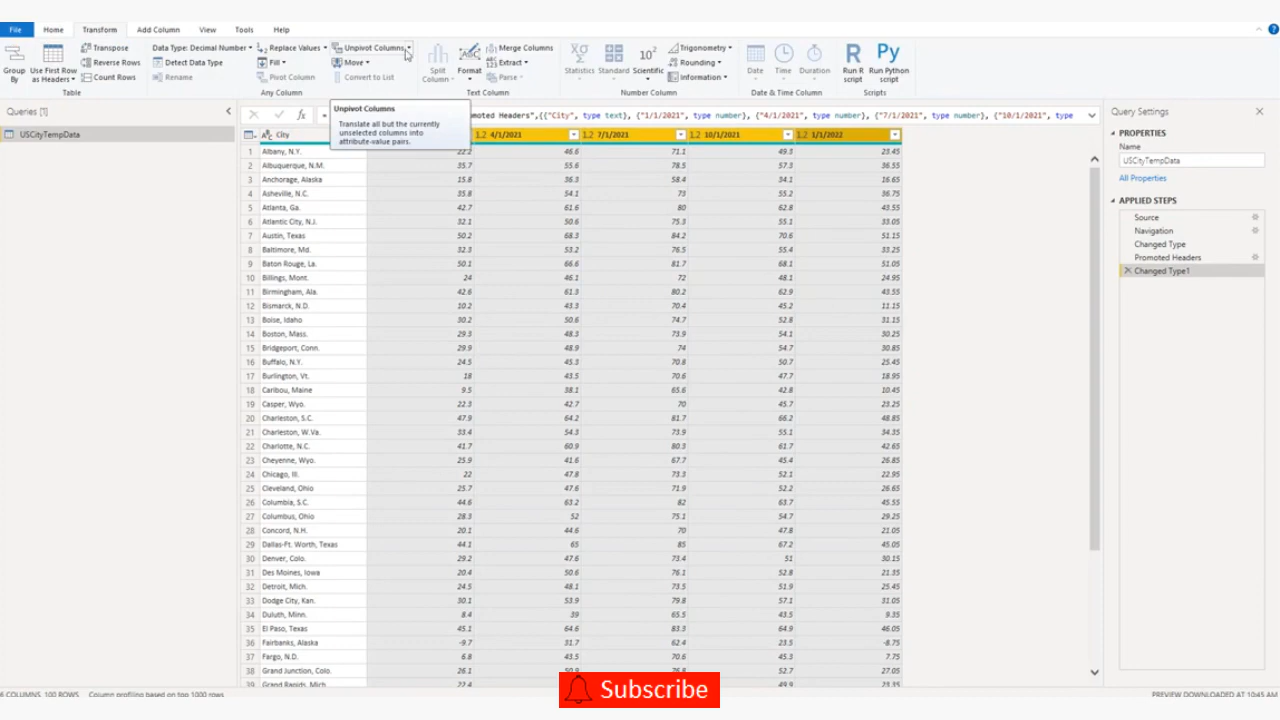 File Home Transform Add Column View Tools Help
Transpose Data Type: Decimal Number Replace Values Unpivot Columns Merge Columns Trigonometry
Reverse Rows Detect Data Type Fill Move Extract Rounding
Group By Use First Row as Headers Count Rows Rename Pivot Column Convert to List Split Column Format Parse Statistics Standard Scientific Information Date Time Duration Run R script Run Python script
Table Any Column Text Column Number Column Date & Time Column Scripts
Queries [1]
USCityTempData
Unpivot Columns
Translate all but the currently
unselected columns into
attribute-value pairs.
= omoted Headers",{{"City", type text}, {"1/1/2021", type number}, {"4/1/2021", type number}, {"7/1/2021", type number}, {"10/1/2021", type
City 1.2 4/1/2021 1.2 7/1/2021 1.2 10/1/2021 1.2 1/1/2022
1 Albany, N.Y. 22.2 46.6 71.1 49.3 23.45
2 Albuquerque, N.M. 35.7 55.6 78.5 57.3 36.55
3 Anchorage, Alaska 15.8 36.3 58.4 34.1 16.65
4 Asheville, N.C. 35.8 54.1 73 55.2 36.75
5 Atlanta, Ga. 42.7 61.6 80 62.8 43.55
6 Atlantic City, N.J. 32.1 50.6 75.3 55.1 33.05
7 Austin, Texas 50.2 68.3 84.2 70.6 51.15
8 Baltimore, Md. 32.3 53.2 76.5 55.4 33.25
9 Baton Rouge, La. 50.1 66.6 81.7 68.1 51.05
10 Billings, Mont. 24 46.1 72 48.1 24.95
11 Birmingham, Ala. 42.6 61.3 80.2 62.9 43.55
12 Bismarck, N.D. 10.2 43.3 70.4 45.2 11.15
13 Boise, Idaho 30.2 50.6 74.7 52.8 31.15
14 Boston, Mass. 29.3 48.3 73.9 54.1 30.25
15 Bridgeport, Conn. 29.9 48.9 74 54.7 30.85
16 Buffalo, N.Y. 24.5 45.3 70.8 50.7 25.45
17 Burlington, Vt. 18 43.5 70.6 47.7 18.95
18 Caribou, Maine 9.5 38.1 65.6 42.8 10.45
19 Casper, Wyo. 22.3 42.7 70 45.7 23.25
20 Charleston, S.C. 47.9 64.2 81.7 66.2 48.85
21 Charleston, W.Va. 33.4 54.3 73.9 55.1 34.35
22 Charlotte, N.C. 41.7 60.9 80.3 61.7 42.65
23 Cheyenne, Wyo. 25.9 41.6 67.7 45.4 26.85
24 Chicago, Ill. 22 47.8 73.3 52.1 22.95
25 Cleveland, Ohio 25.7 47.6 71.9 52.2 26.65
26 Columbia, S.C. 44.6 63.2 82 63.7 45.55
27 Columbus, Ohio 28.3 52 75.1 54.7 29.25
28 Concord, N.H. 20.1 44.6 70 47.8 21.05
29 Dallas-Ft. Worth, Texas 44.1 65 85 67.2 45.05
30 Denver, Colo. 29.2 47.6 73.4 51 30.15
31 Des Moines, Iowa 20.4 50.6 76.1 52.8 21.35
32 Detroit, Mich. 24.5 48.1 73.5 51.9 25.45
33 Dodge City, Kan. 30.1 53.9 79.8 57.1 31.05
34 Duluth, Minn. 8.4 39 65.5 43.5 9.35
35 El Paso, Texas 45.1 64.6 83.3 64.9 46.05
36 Fairbanks, Alaska -9.7 31.7 62.4 23.5 -8.75
37 Fargo, N.D. 6.8 43.5 70.6 45.3 7.75
38 Grand Junction, Colo. 26.1 27.05
39 Grand Rapids, Mich. 22.4 49.9 23.35
Query Settings
PROPERTIES
Name
USCityTempData
All Properties
APPLIED STEPS
Source
Navigation
Changed Type
Promoted Headers
Changed Type1
Subscribe
6 COLUMNS, 100 ROWS Column profiling based on top 1000 rows PREVIEW DOWNLOADED AT 10:45 AM